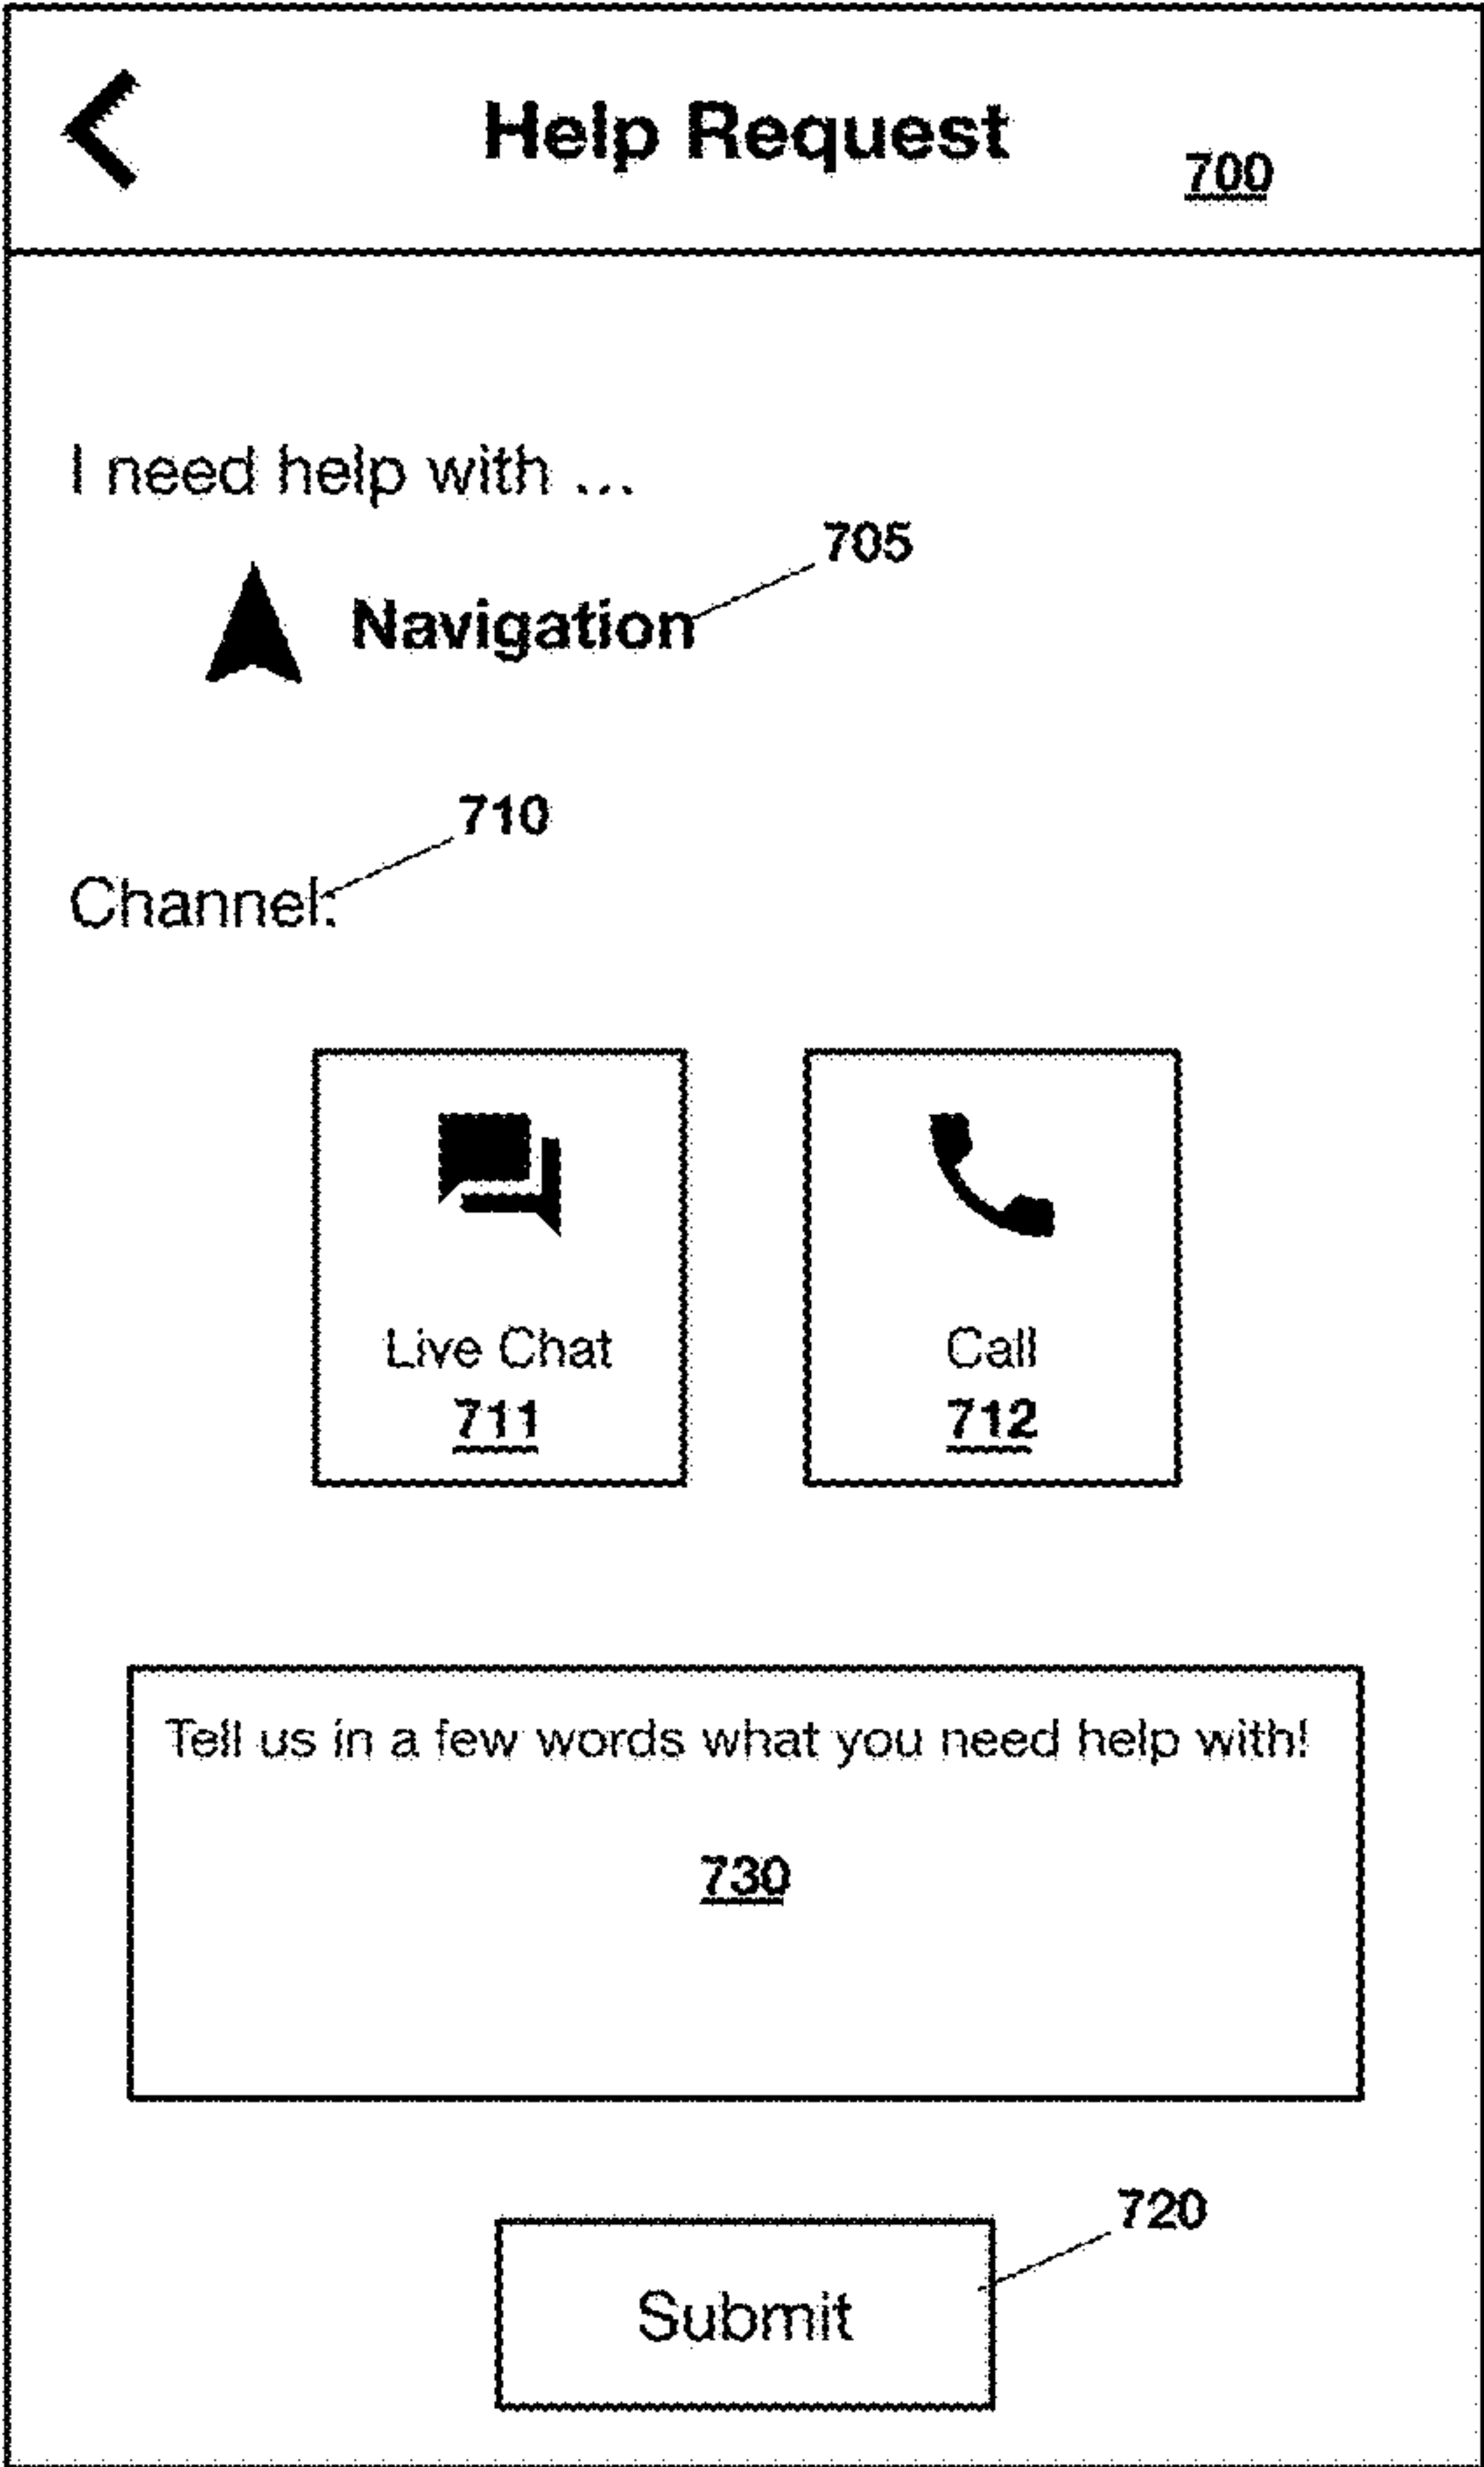 Help Request
700
I need help with ...
705
Navigation
710
Channel:
Live Chat
711
Call
712
Tell us in a few words what you need help with!
730
720
Submit